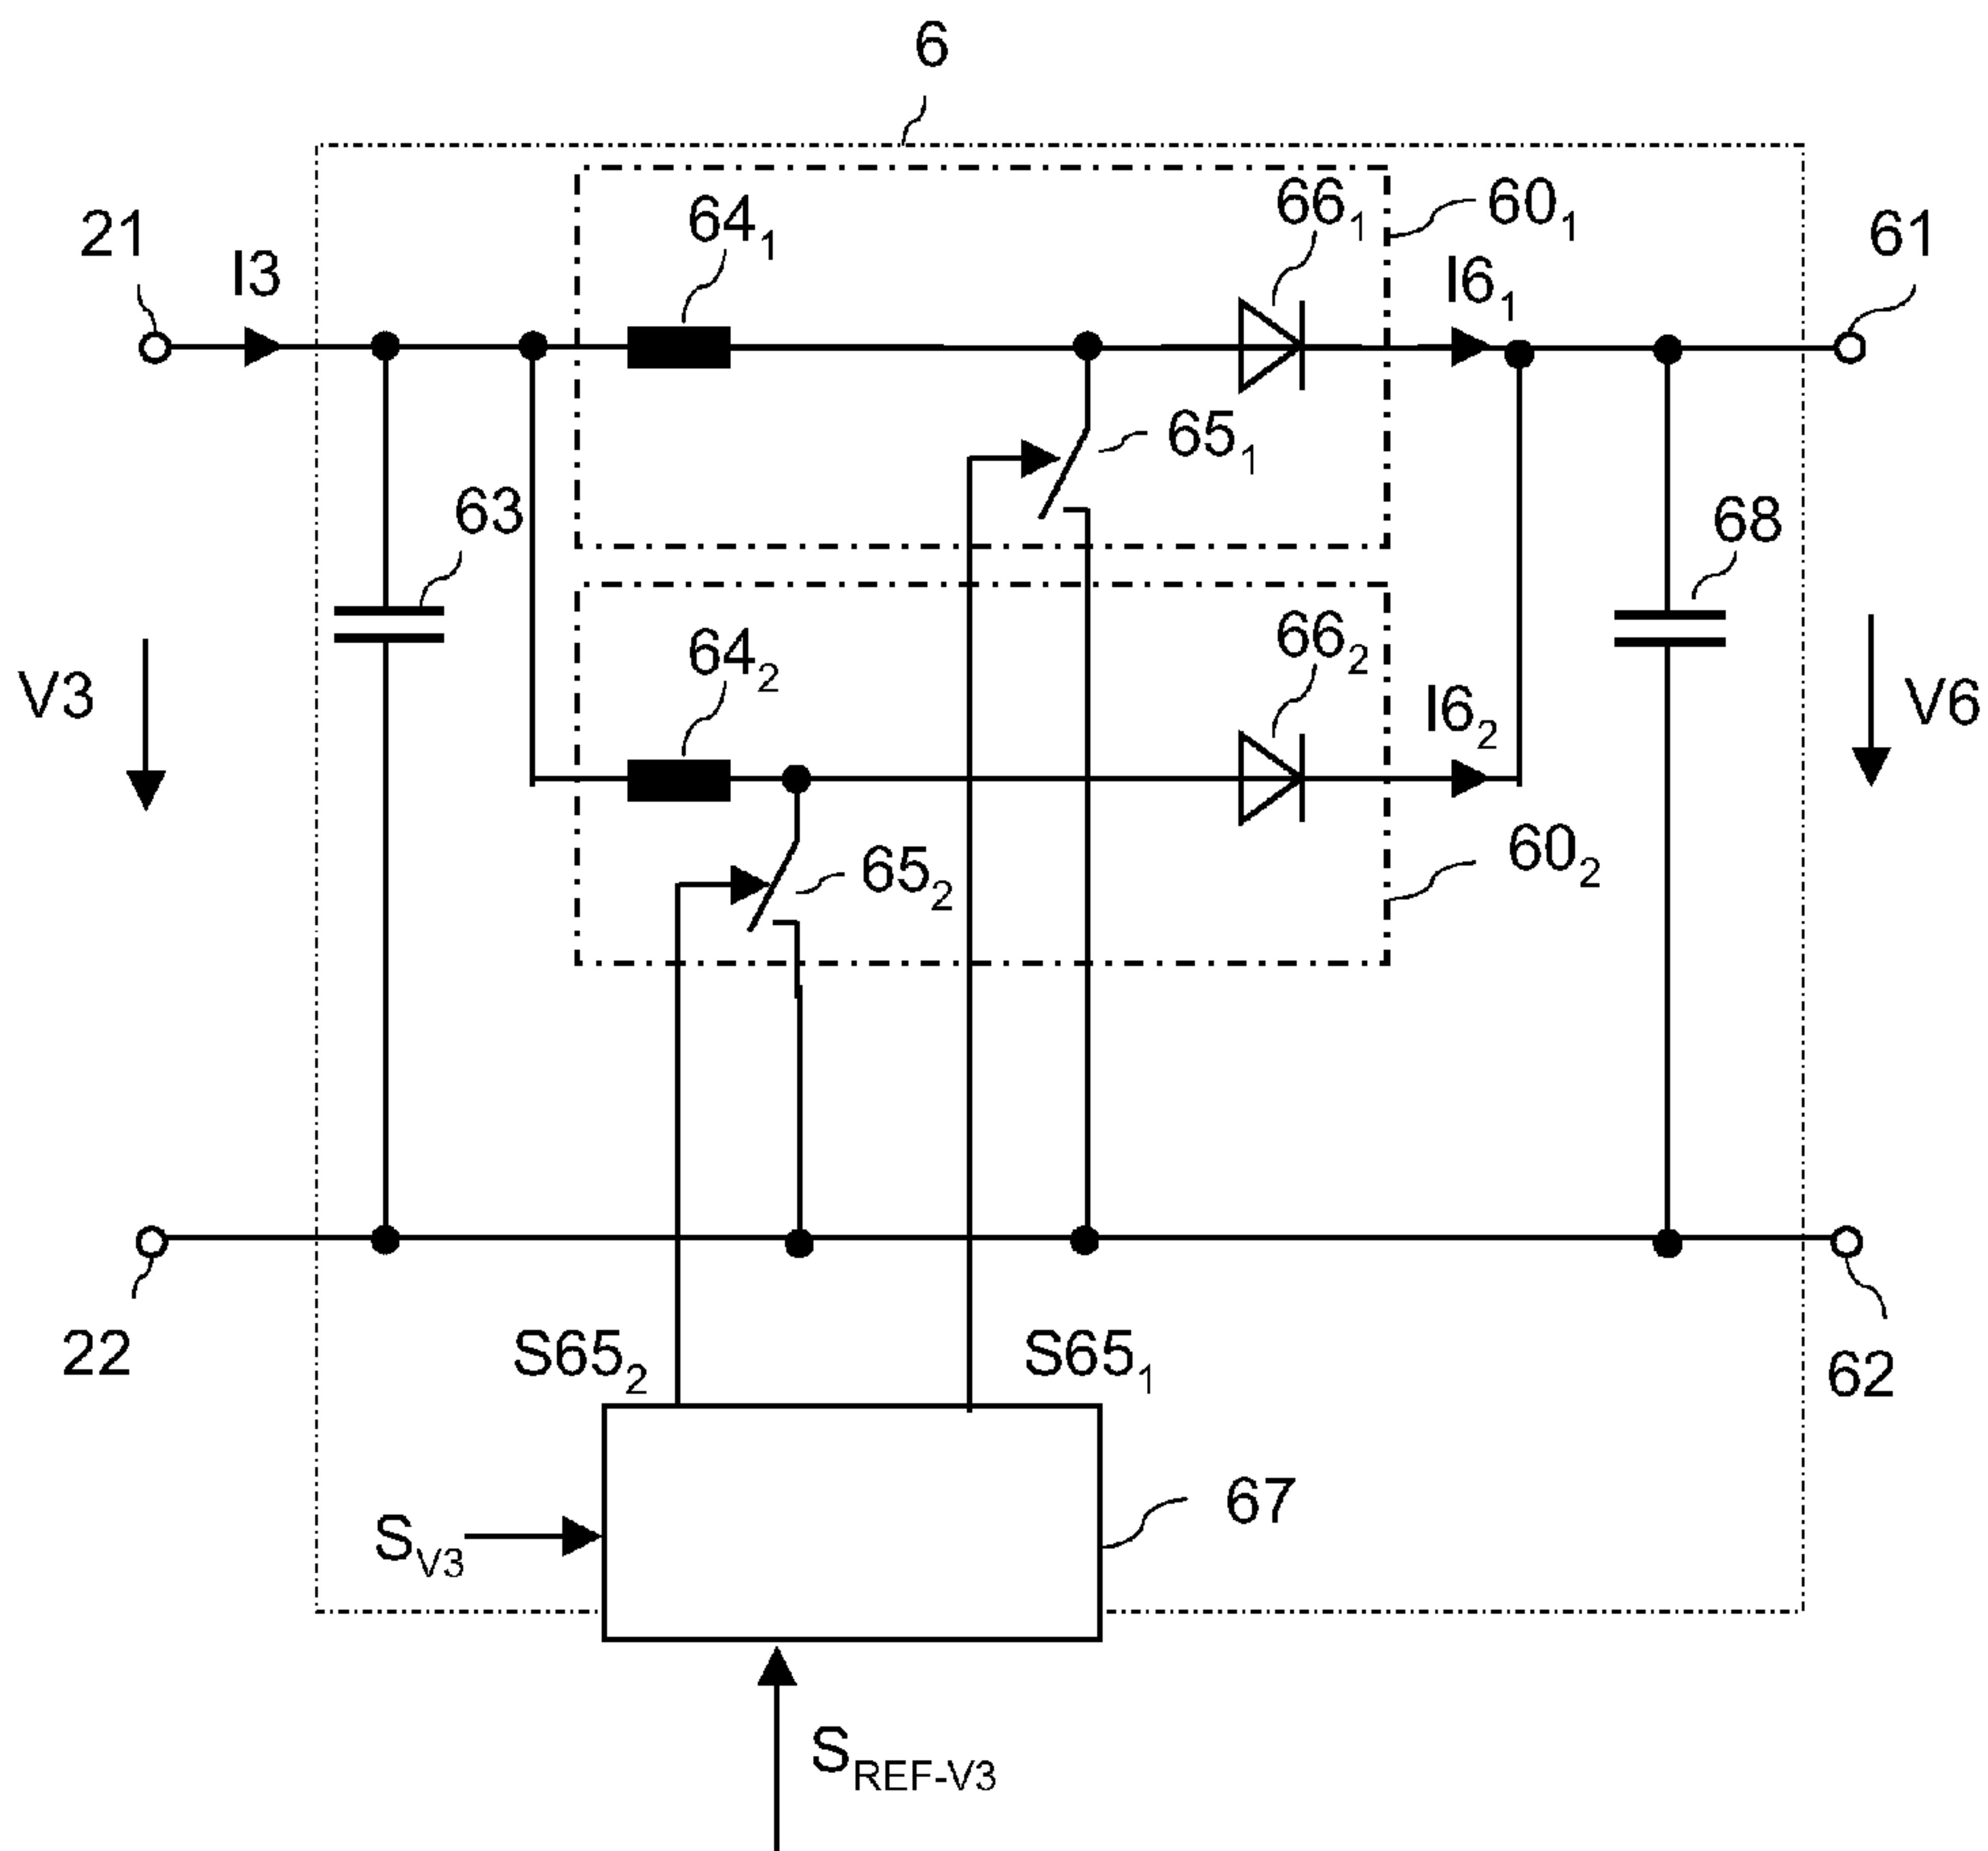 6
21
I3
64₁
66₁
60₁
I6₁
61
65₁
63
68
V3
64₂
66₂
I6₂
V6
65₂
60₂
22
S65₂
S65₁
62
67
S_V3
S_REF-V3